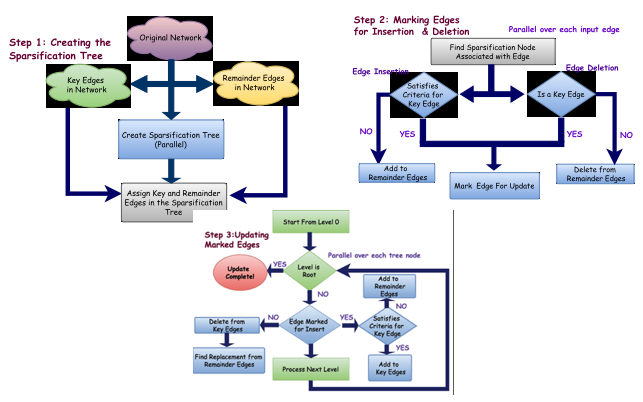 Step 1: Creating the
Sparsification Tree
Original Network
Key Edges
in Network
Remainder Edges
in Network
Create Sparsification Tree
(Parallel)
Assign Key and Remainder
Edges in the Sparsification
Tree
Step 2: Marking Edges
for Insertion & Deletion
Parallel over each input edge
Find Sparsification Node
Associated with Edge
Edge Insertion
Edge Deletion
Satisfies
Criteria for
Key Edge
Is a Key Edge
NO
YES
YES
NO
Add to
Remainder Edges
Mark Edge For Update
Delete from
Remainder Edges
Step 3:Updating
Marked Edges
Start From Level 0
Parallel over each tree node
YES
Update
Complete!
Level is
Root
NO
Add to
Remainder
Edges
NO
Delete from
Key Edges
NO
Edge Marked
for Insert
YES
Satisfies
Criteria for
Key Edge
YES
Find Replacement from
Remainder Edges
Process Next Level
Add to
Key Edges